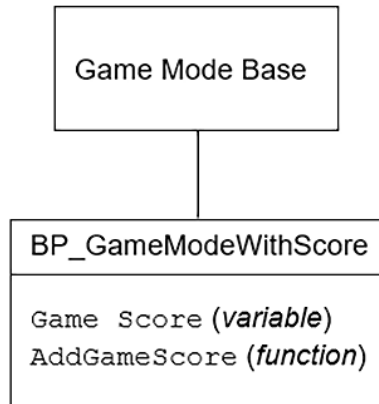 Game Mode Base
BP_GameModeWithScore
Game Score (variable)
AddGameScore (function)